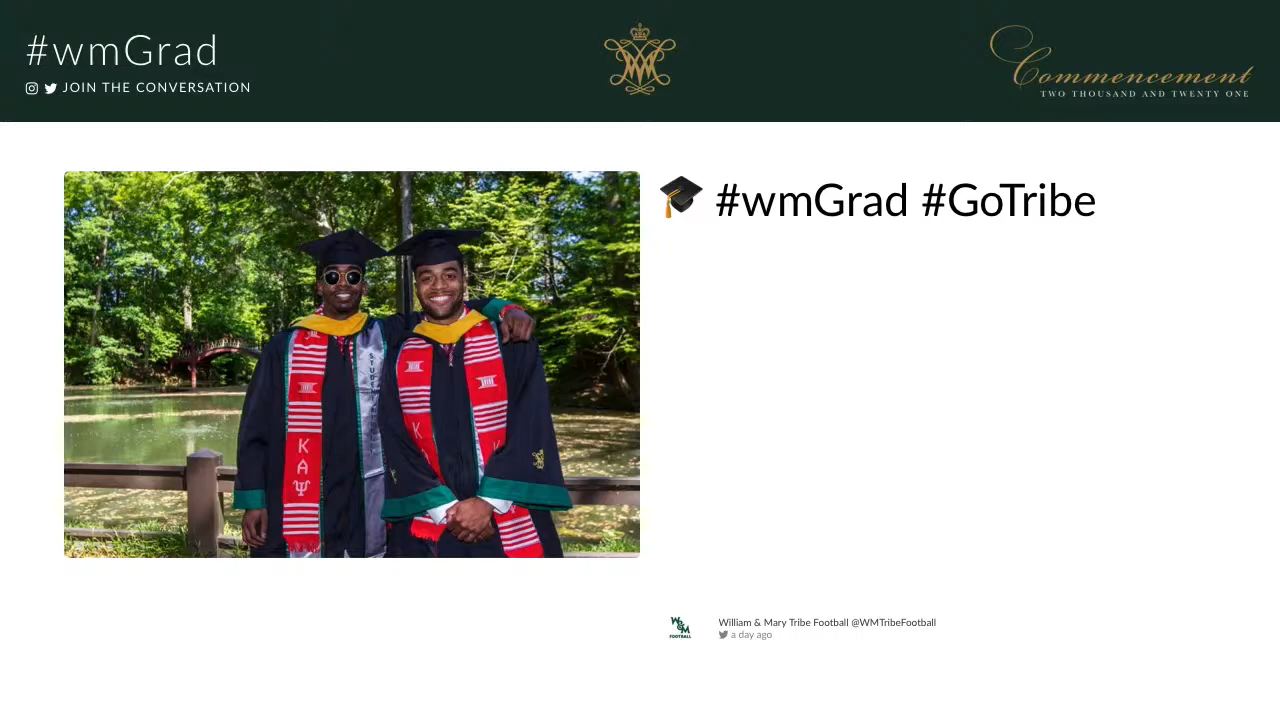 #wmGrad
JOIN THE CONVERSATION
Commencement
TWO THOUSAND AND TWENTY ONE
🎓 #wmGrad #GoTribe
K
A
Ψ
K
William & Mary Tribe Football @WMTribeFootball
a day ago
W&M
FOOTBALL